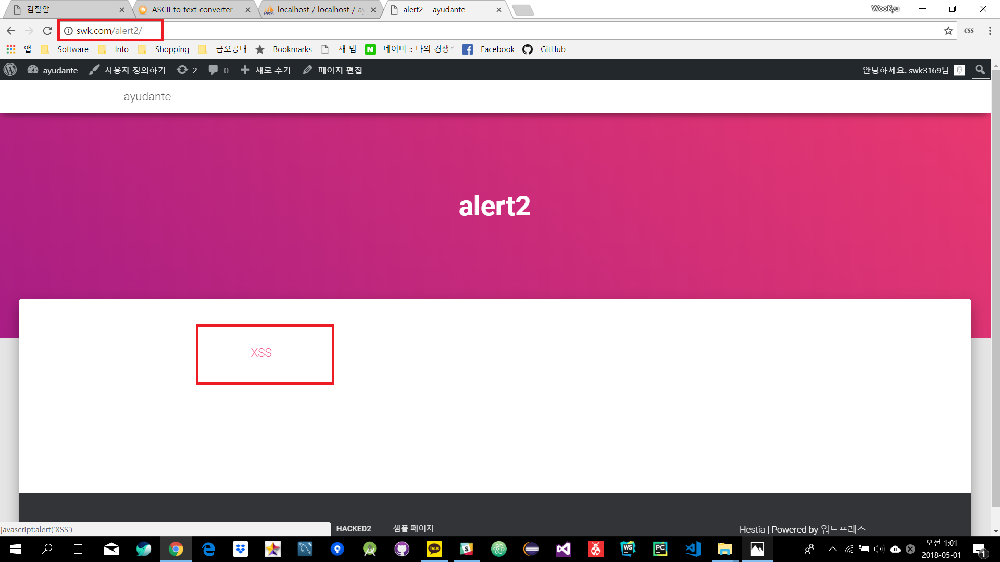 컴잘알
ASCII to text converter -
localhost / localhost / ay
alert2 – ayudante
WooKyu
swk.com/alert2/
css
앱 Software Info Shopping 금오공대 Bookmarks 새 탭 네이버 :: 나의 경쟁력 Facebook GitHub
ayudante 사용자 정의하기 2 0 새로 추가 페이지 편집 안녕하세요. swk3169님
ayudante
alert2
XSS
HACKED2 샘플 페이지 Hestia | Powered by 워드프레스
javascript:alert('XSS')
오전 1:01
2018-05-01
1